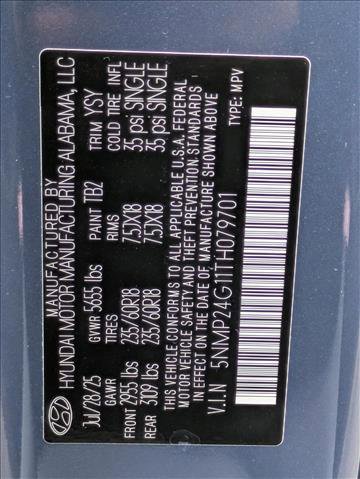 MANUFACTURED BY
HYUNDAI MOTOR MANUFACTURING ALABAMA, LLC
Jul/28/25 GVWR 5655 lbs PAINT TB2 TRIM YSY
GAWR TIRES RIMS COLD TIRE INFL
FRONT 2955 lbs 235/60R18 7.5JX18 35 psi SINGLE
REAR 3109 lbs 235/60R18 7.5JX18 35 psi SINGLE
THIS VEHICLE CONFORMS TO ALL APPLICABLE U.S.A. FEDERAL
MOTOR VEHICLE SAFETY AND THEFT PREVENTION STANDARDS
IN EFFECT ON THE DATE OF MANUFACTURE SHOWN ABOVE
V.I.N 5NMP24G11TH079701 TYPE: MPV